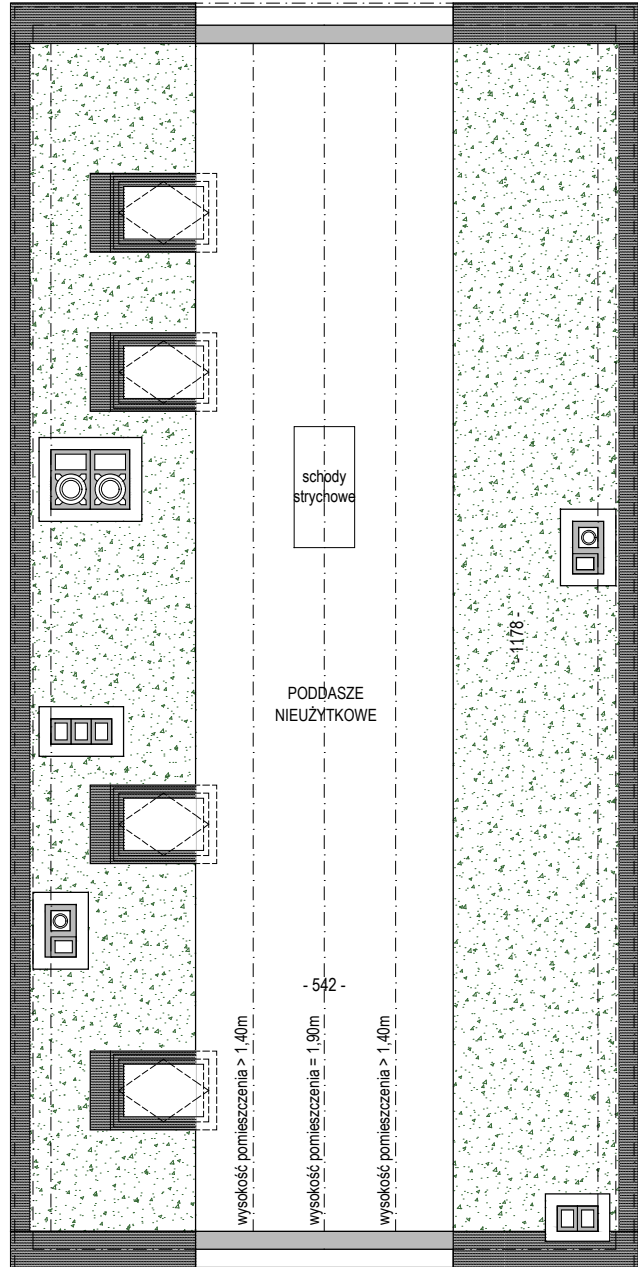 schody
strychowe
- 1178 -
PODDASZE
NIEUŻYTKOWE
- 542 -
wysokość pomieszczenia > 1,40m
wysokość pomieszczenia = 1,90m
wysokość pomieszczenia > 1,40m